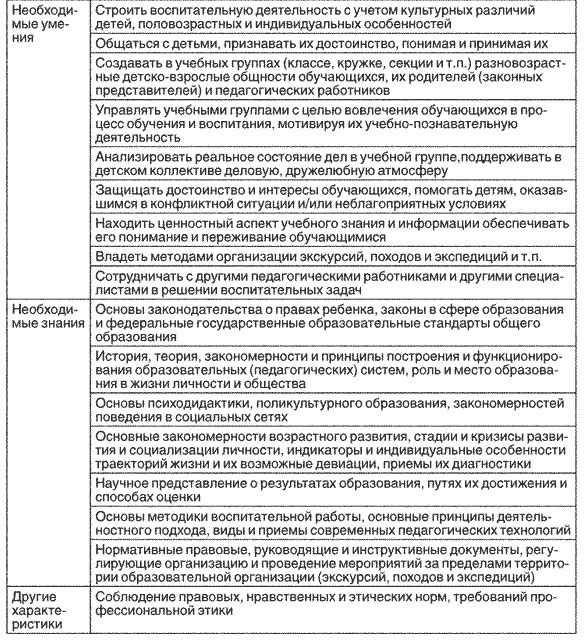 Необходи-
мые уме-
ния
Строить воспитательную деятельность с учетом культурных различий
детей, половозрастных и индивидуальных особенностей
Общаться с детьми, признавать их достоинство, понимая и принимая их
Создавать в учебных группах (классе, кружке, секции и т.п.) разновозраст-
ные детско-взрослые общности обучающихся, их родителей (законных
представителей) и педагогических работников
Управлять учебными группами с целью вовлечения обучающихся в про-
цесс обучения и воспитания, мотивируя их учебно-познавательную
деятельность
Анализировать реальное состояние дел в учебной группе,поддерживать в
детском коллективе деловую, дружелюбную атмосферу
Защищать достоинство и интересы обучающихся, помогать детям, оказав-
шимся в конфликтной ситуации и/или неблагоприятных условиях
Находить ценностный аспект учебного знания и информации обеспечивать
его понимание и переживание обучающимися
Владеть методами организации экскурсий, походов и экспедиций и т.п.
Сотрудничать с другими педагогическими работниками и другими специа-
листами в решении воспитательных задач
Необходи-
мые знания
Основы законодательства о правах ребенка, законы в сфере образования
и федеральные государственные образовательные стандарты общего
образования
История, теория, закономерности и принципы построения и функциониро-
вания образовательных (педагогических) систем, роль и место образова-
ния в жизни личности и общества
Основы психодидактики, поликультурного образования, закономерностей
поведения в социальных сетях
Основные закономерности возрастного развития, стадии и кризисы разви-
тия и социализации личности, индикаторы и индивидуальные особенности
траекторий жизни и их возможные девиации, приемы их диагностики
Научное представление о результатах образования, путях их достижения и
способах оценки
Основы методики воспитательной работы, основные принципы деятель-
ностного подхода, виды и приемы современных педагогических технологий
Нормативные правовые, руководящие и инструктивные документы, регу-
лирующие организацию и проведение мероприятий за пределами террито-
рии образовательной организации (экскурсий, походов и экспедиций)
Другие
характе-
ристики
Соблюдение правовых, нравственных и этических норм, требований про-
фессиональной этики